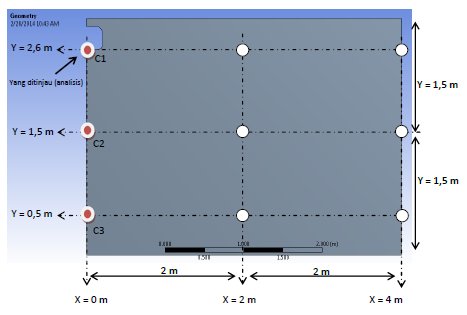 Geometry
2/20/2014 10:43 AM
Y = 2,6 m
C1
Yang ditinjau (analisis)
Y = 1,5 m
C2
Y = 0,5 m
C3
Y = 1,5 m
Y = 1,5 m
0.000 1.000 2.000 (m)
0.500 1.500
2 m 2 m
X = 0 m X = 2 m X = 4 m